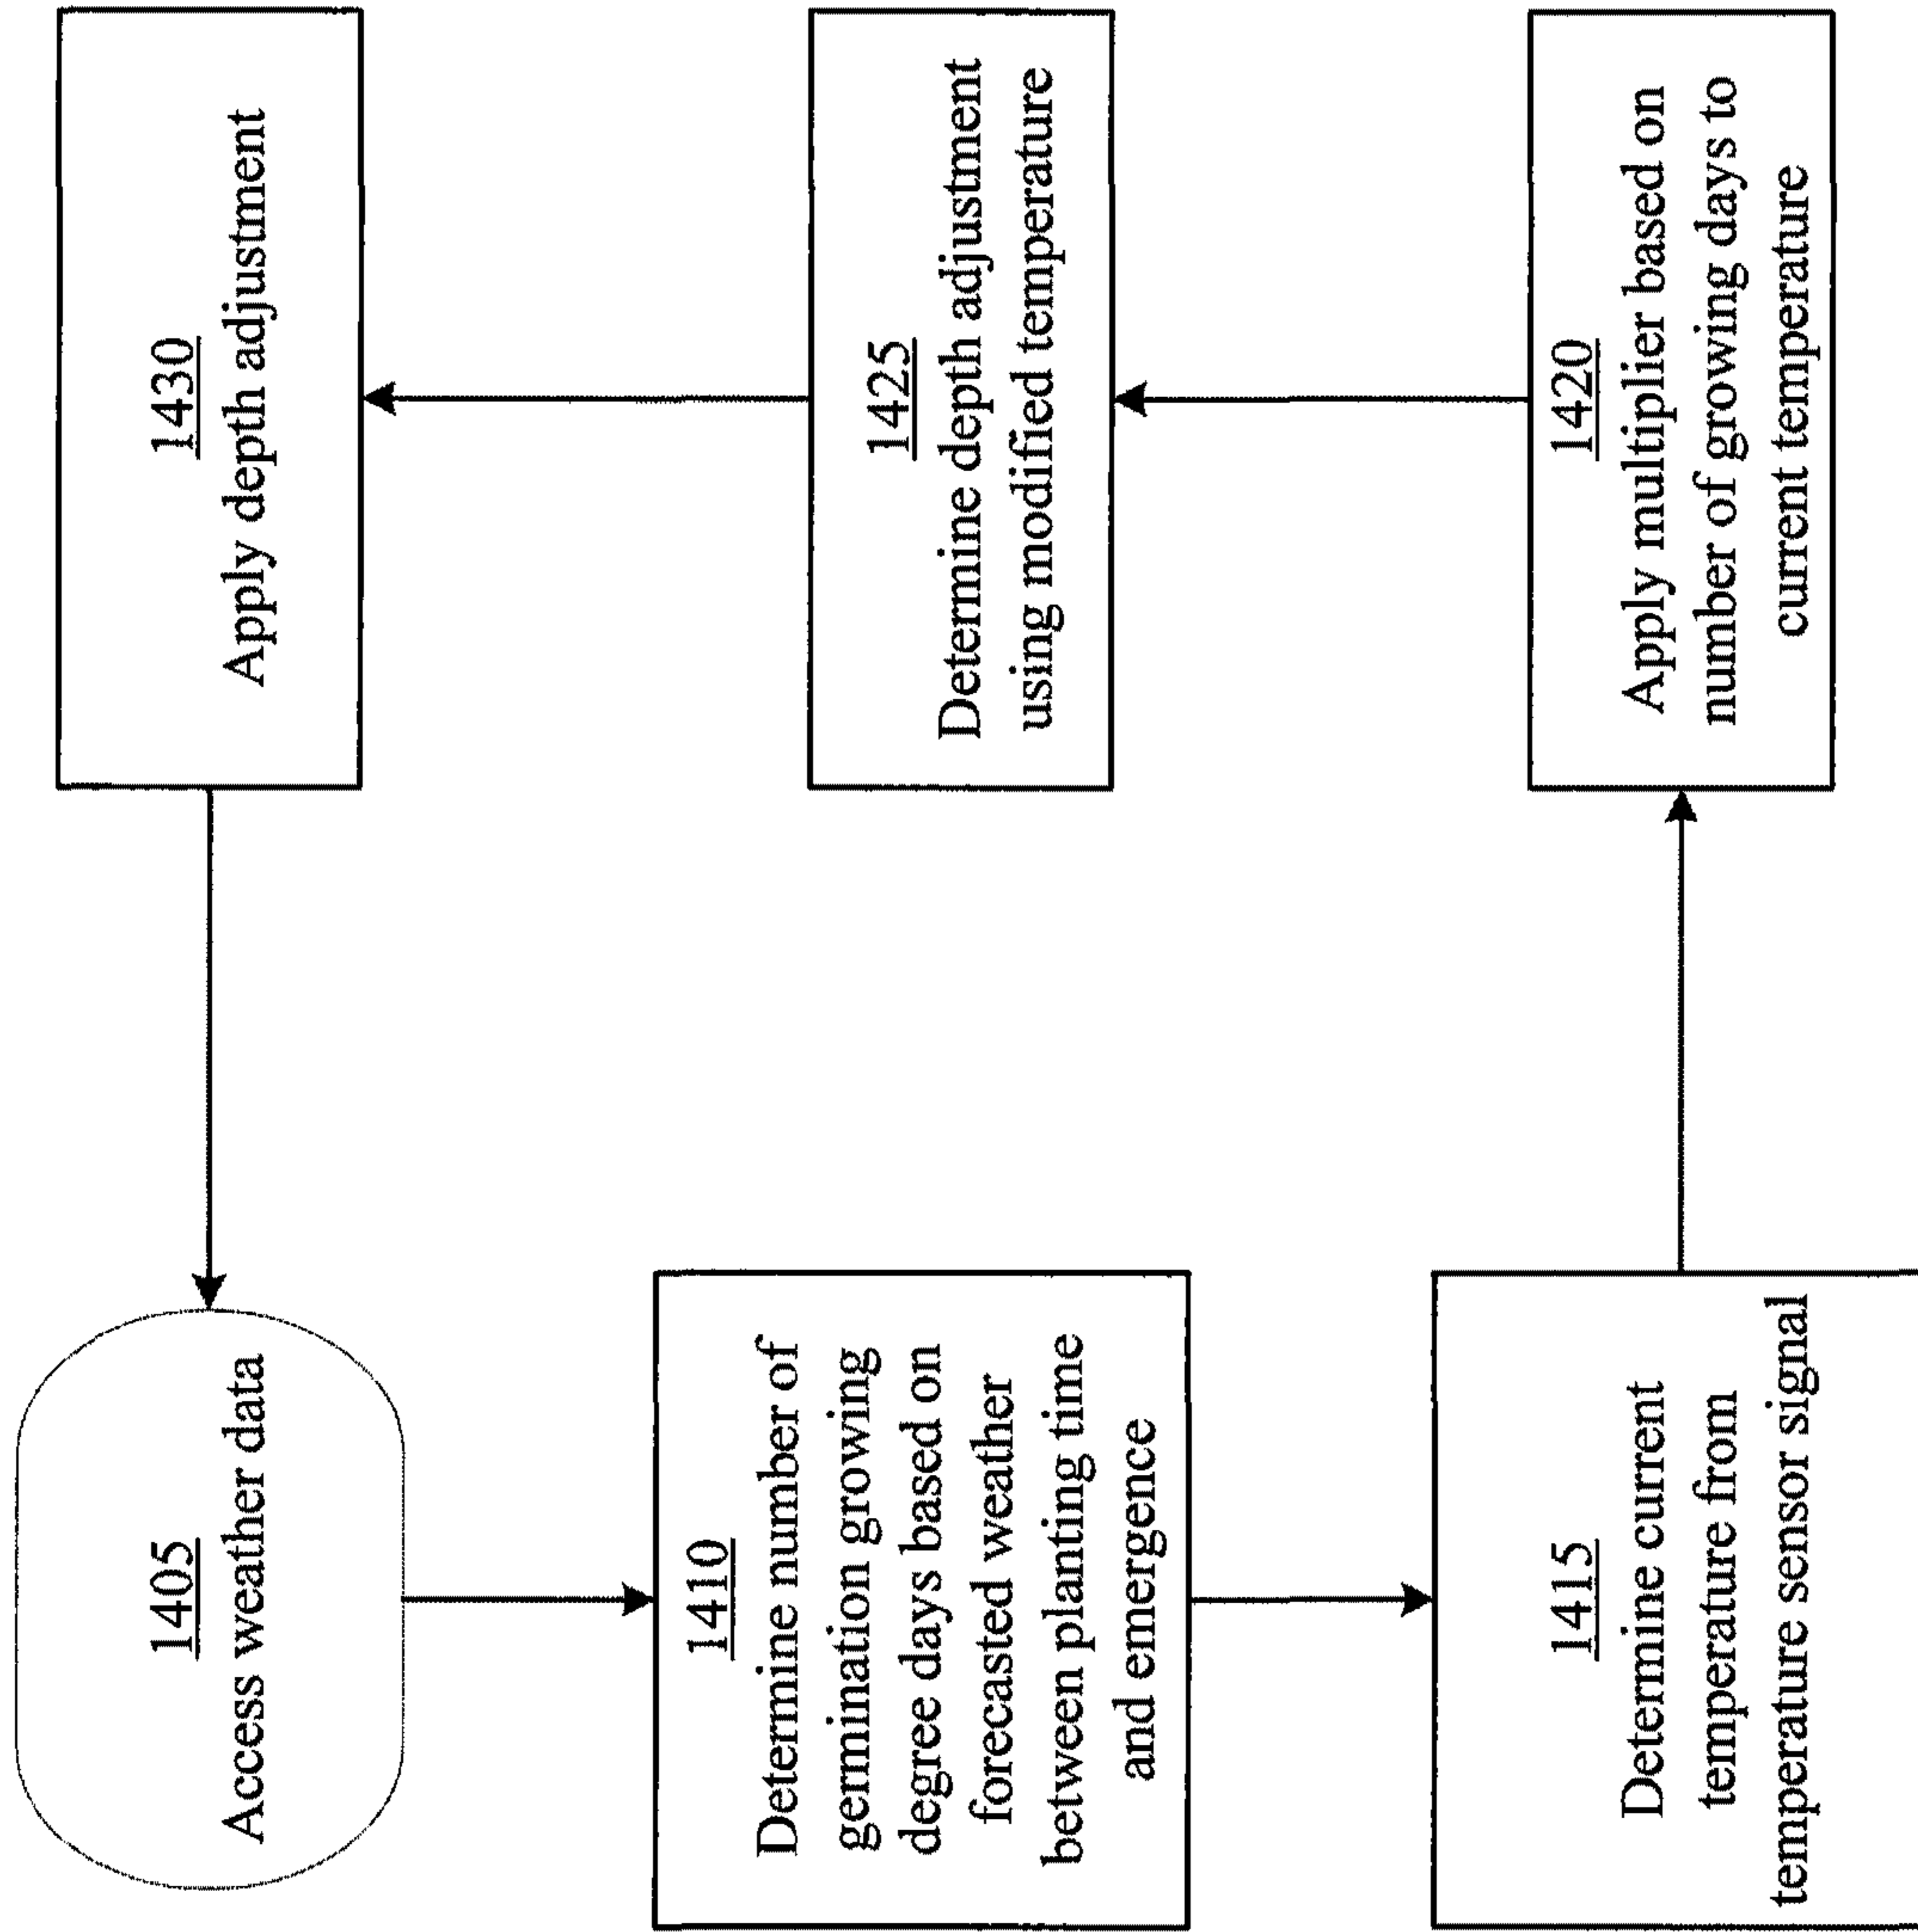 1405
Access weather data
1410
Determine number of
germination growing
degree days based on
forecasted weather
between planting time
and emergence
1415
Determine current
temperature from
temperature sensor signal
1420
Apply multiplier based on
number of growing days to
current temperature
1425
Determine depth adjustment
using modified temperature
1430
Apply depth adjustment